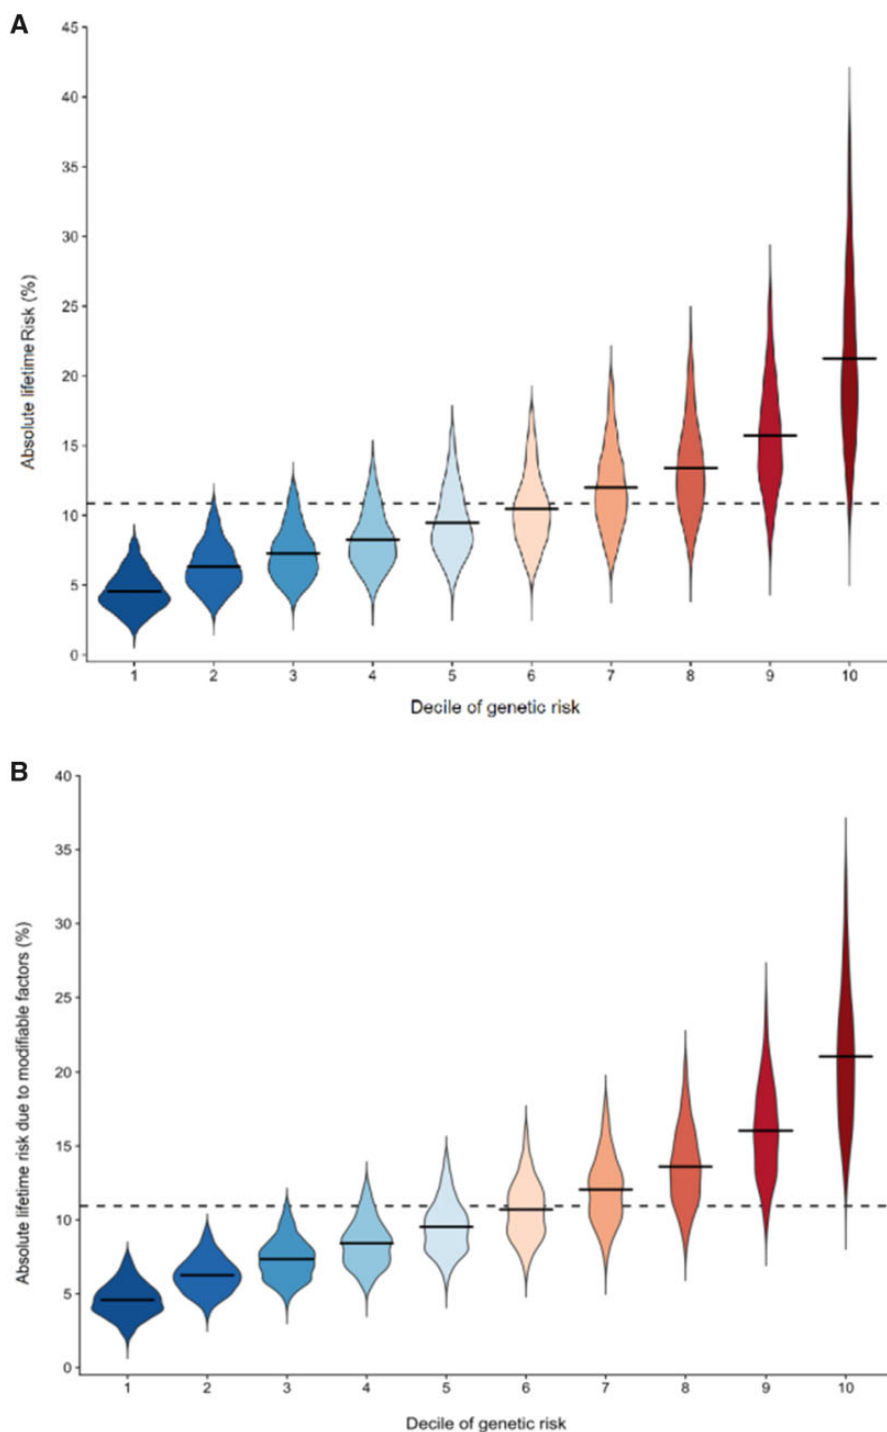 A
45
40
35
30
25
20
15
10
5
0
Absolute lifetime Risk (%)
1 2 3 4 5 6 7 8 9 10
Decile of genetic risk
B
40
35
30
25
20
15
10
5
0
Absolute lifetime risk due to modifiable factors (%)
1 2 3 4 5 6 7 8 9 10
Decile of genetic risk